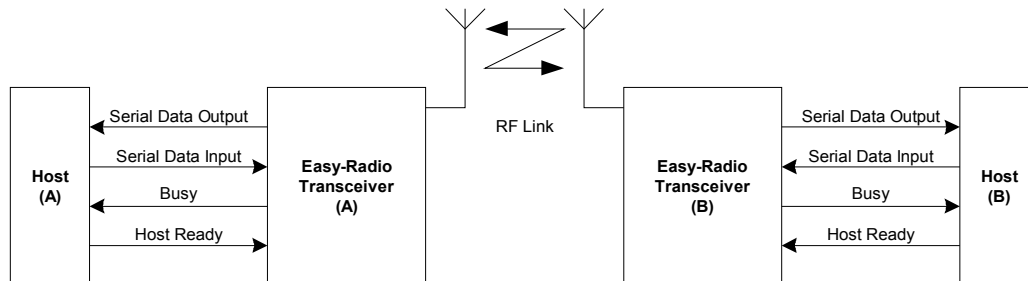 Serial Data Output
Serial Data Input
Busy
Host Ready
Host
(A)
Easy-Radio
Transceiver
(A)
RF Link
Easy-Radio
Transceiver
(B)
Serial Data Output
Serial Data Input
Busy
Host Ready
Host
(B)